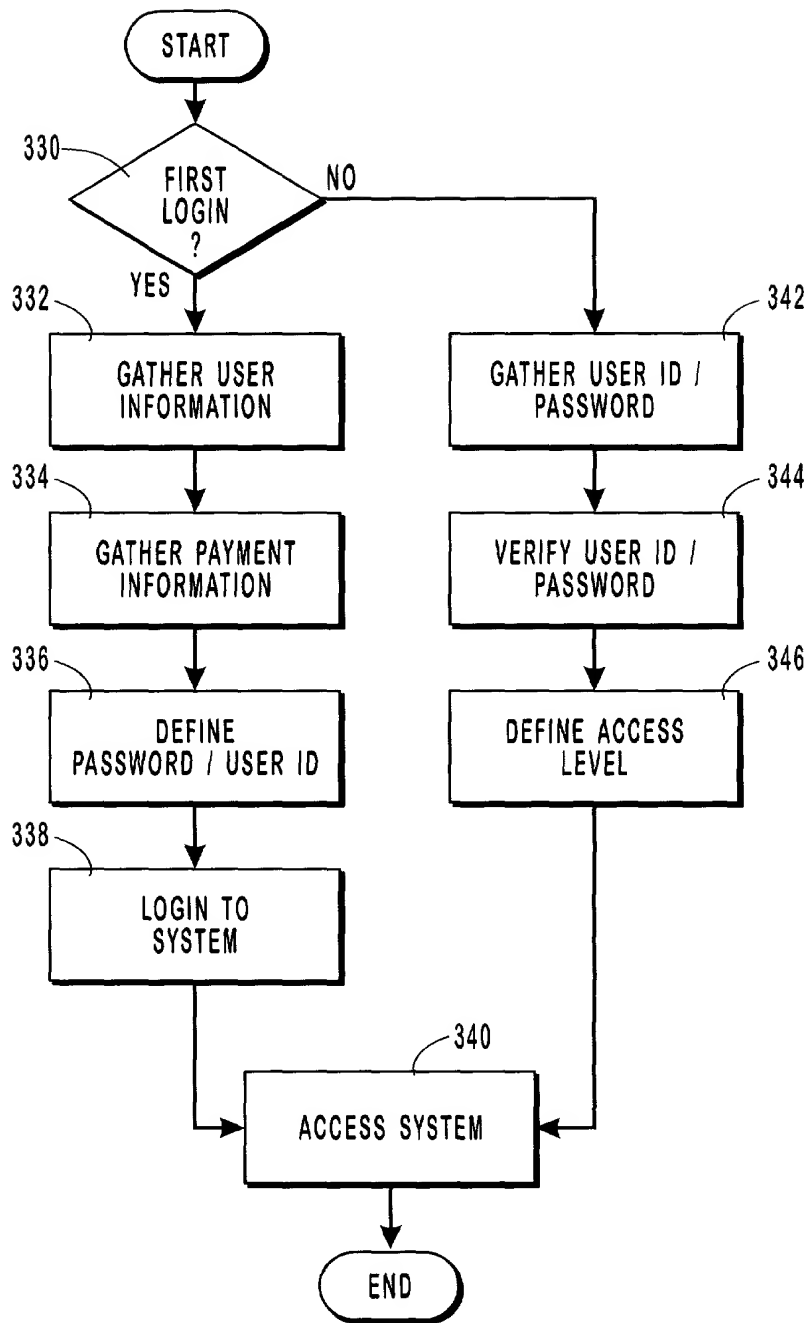 START
330
FIRST
LOGIN
?
NO
YES
332
GATHER USER
INFORMATION
334
GATHER PAYMENT
INFORMATION
336
DEFINE
PASSWORD / USER ID
338
LOGIN TO
SYSTEM
342
GATHER USER ID /
PASSWORD
344
VERIFY USER ID /
PASSWORD
346
DEFINE ACCESS
LEVEL
340
ACCESS SYSTEM
END